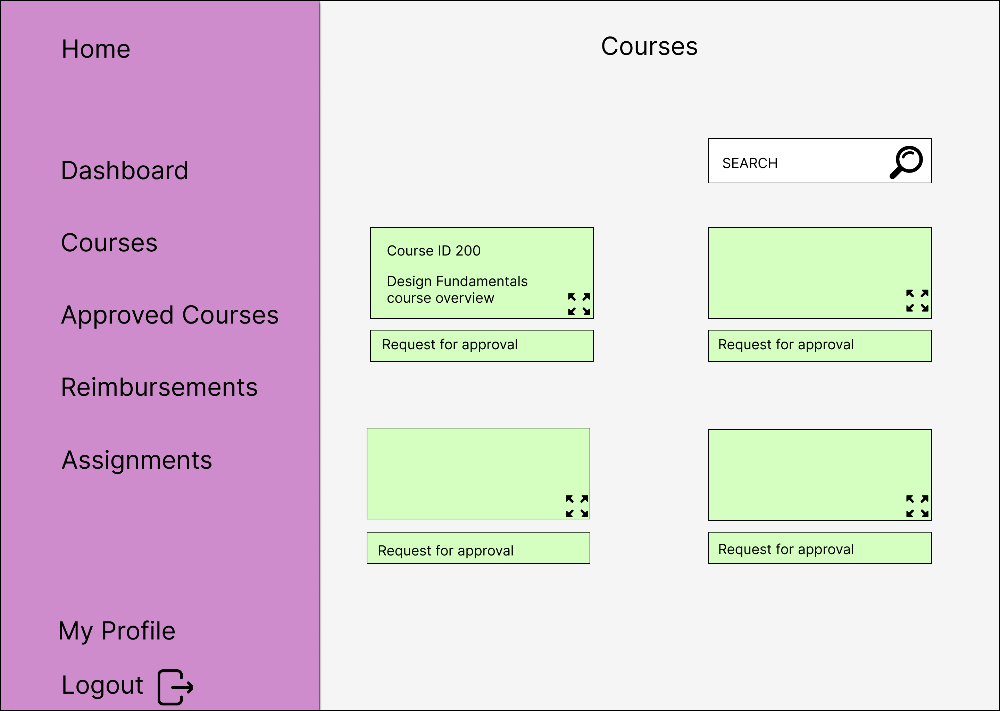 Home
Dashboard
Courses
Approved Courses
Reimbursements
Assignments
My Profile
Logout
Courses
SEARCH
Course ID 200
Design Fundamentals
course overview
Request for approval
Request for approval
Request for approval
Request for approval